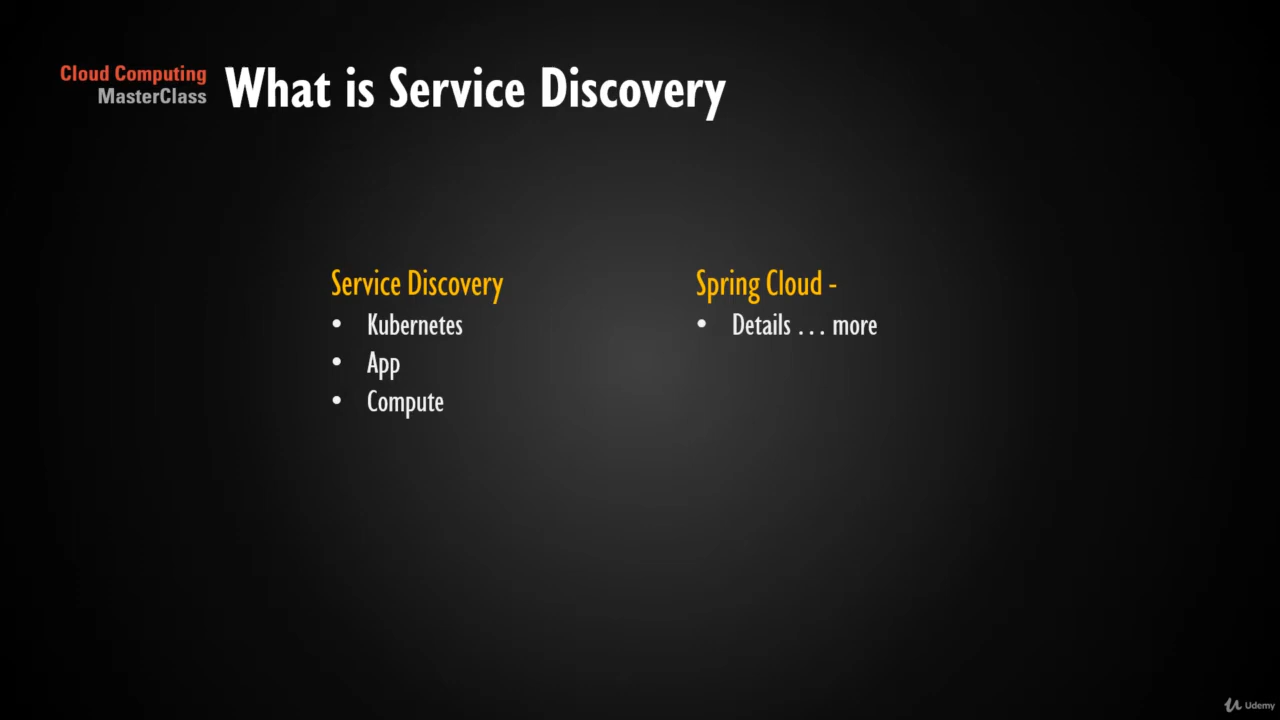 Cloud Computing
MasterClass
What is Service Discovery
Service Discovery
• Kubernetes
• App
• Compute
Spring Cloud -
• Details ... more
Udemy